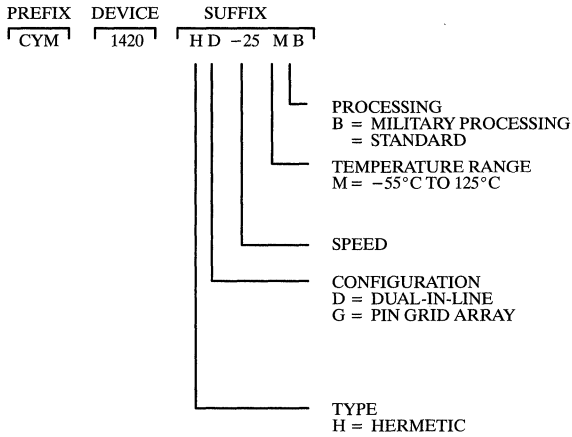 PREFIX DEVICE SUFFIX
CYM 1420 H D −25 M B
PROCESSING
B = MILITARY PROCESSING
= STANDARD
TEMPERATURE RANGE
M = −55°C TO 125°C
SPEED
CONFIGURATION
D = DUAL-IN-LINE
G = PIN GRID ARRAY
TYPE
H = HERMETIC